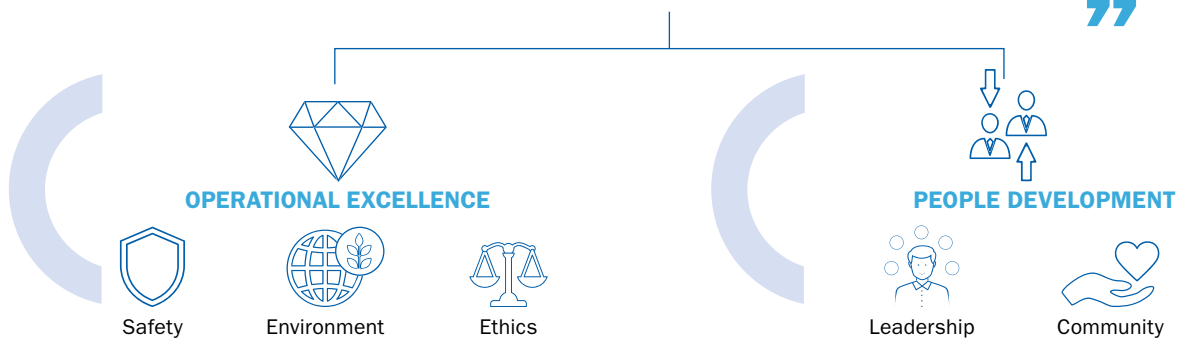 ”
OPERATIONAL EXCELLENCE
PEOPLE DEVELOPMENT
Safety
Environment
Ethics
Leadership
Community